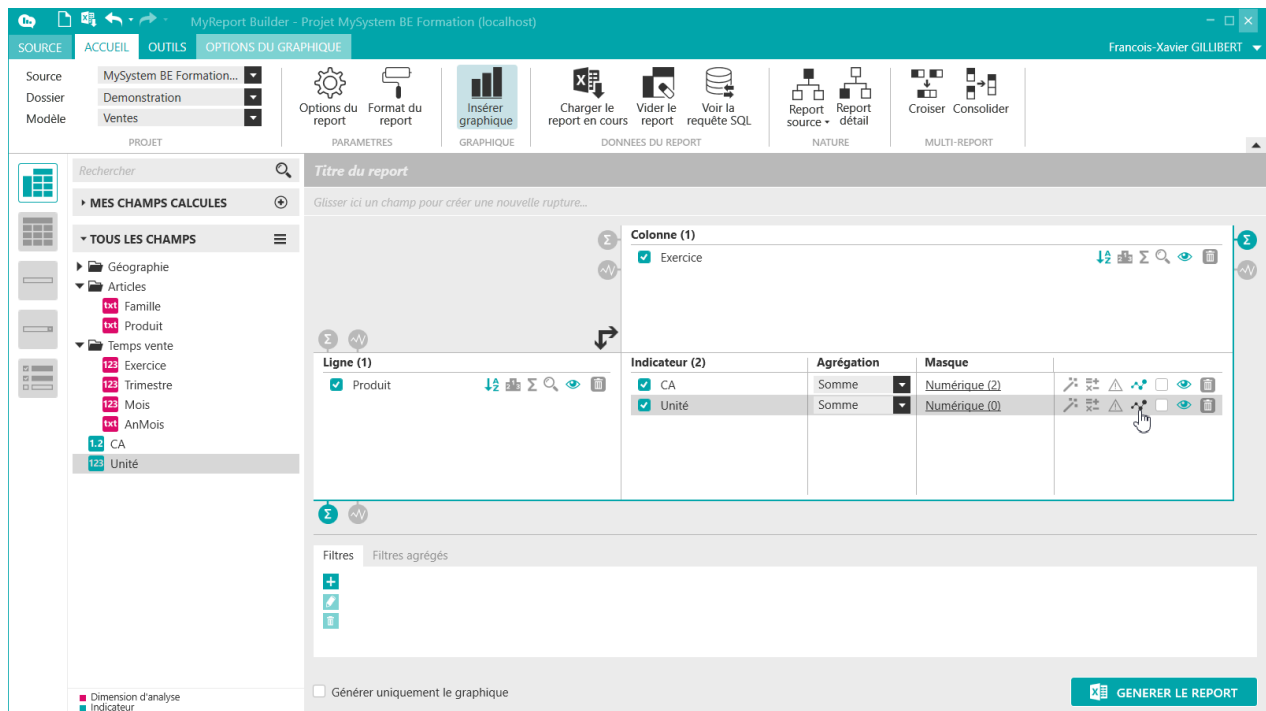 MyReport Builder - Projet MySystem BE Formation (localhost)
SOURCE ACCUEIL OUTILS OPTIONS DU GRAPHIQUE Francois-Xavier GILLIBERT
Source MySystem BE Formation...
Dossier Demonstration
Modèle Ventes
PROJET
Options du report
Format du report
PARAMETRES
Insérer graphique
GRAPHIQUE
Charger le report en cours
Vider le report
Voir la requête SQL
DONNEES DU REPORT
Report source
Report détail
NATURE
Croiser Consolider
MULTI-REPORT
Rechercher
MES CHAMPS CALCULES
TOUS LES CHAMPS
Géographie
Articles
txt Famille
txt Produit
Temps vente
123 Exercice
123 Trimestre
123 Mois
txt AnMois
1.2 CA
123 Unité
Dimension d'analyse
Indicateur
Titre du report
Glisser ici un champ pour créer une nouvelle rupture...
Colonne (1)
Exercice
Ligne (1)
Produit
Indicateur (2) Agrégation Masque
CA Somme Numérique (2)
Unité Somme Numérique (0)
Filtres Filtres agrégés
Générer uniquement le graphique
GENERER LE REPORT